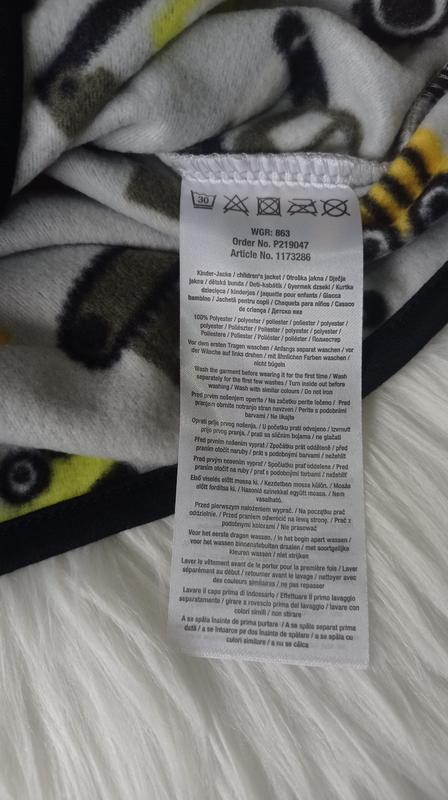 30
WGR: 863
Order No. P219047
Article No. 1173286
Kinder-Jacke / children's jacket / Otroška jakna / Dječja
jakna / dětská bunda / Deti-kabátik / Gyermek dzseki / Kurtka
dziecięca / kinderjas / jaquette pour enfants / Giacca
bambino / Jachetă pentru copii / Chaqueta para niños / Casaco
de criança / Детско яке
100% Polyester / polyester / poliester / poliester / polyester /
polyester / Poliészter / Poliester / polyester / polyester /
Poliestere / Poliester / Poliéster / poliéster / Полиестер
Vor dem ersten Tragen waschen / Anfangs separat waschen / vor
der Wäsche auf links drehen / mit ähnlichen Farben waschen /
nicht bügeln
Wash the garment before wearing it for the first time / Wash
separately for the first few washes / Turn inside out before
washing / Wash with similar colours / Do not iron
Pred prvim nošenjem operite / Na začetku perite ločeno / Pred
pranjem obrnite notranjo stran navzven / Perite s podobnimi
barvami / Ne likajte
Oprati prije prvog nošenja. / U početku prati odvojeno / Izvrnuti
prije prvog pranja. / prati sa sličnim bojama / ne glačati
Před prvním nošením vyprat / Zpočátku prát odděleně / před
praním otočit naruby / prát s podobnými barvami / nežehlit
Pred prvým nosením vyprať / Spočiatku prať oddelene / Pred
praním otočiť na ruby / prať s podobnými farbami / nežehliť
Első viselés előtt mossa ki. / Kezdetben mossa külön. / Mosás
előtt fordítsa ki. / Hasonló színekkel együtt mossa. / Nem
vasalható.
Przed pierwszym nałożeniem wyprać. / Na początku prać
oddzielnie. / Przed praniem odwrócić na lewą stronę. / Prać z
podobnymi kolorami / Nie prasować
Voor het eerste dragen wassen. / in het begin apart wassen /
voor het wassen binnenstebuiten draaien / met soortgelijke
kleuren wassen / niet strijken
Laver le vêtement avant de le porter pour la première fois / Laver
séparément au début / retourner avant le lavage / nettoyer avec
des couleurs similaires / ne pas repasser
Lavare il capo prima di indossarlo / Effettuare il primo lavaggio
separatamente / girare a rovescio prima del lavaggio / lavare con
colori simili / non stirare
A se spăla înainte de prima purtare / A se spăla separat prima
dată / a se întoarce pe dos înainte de spălare / a se spăla cu
culori similare / a nu se călca